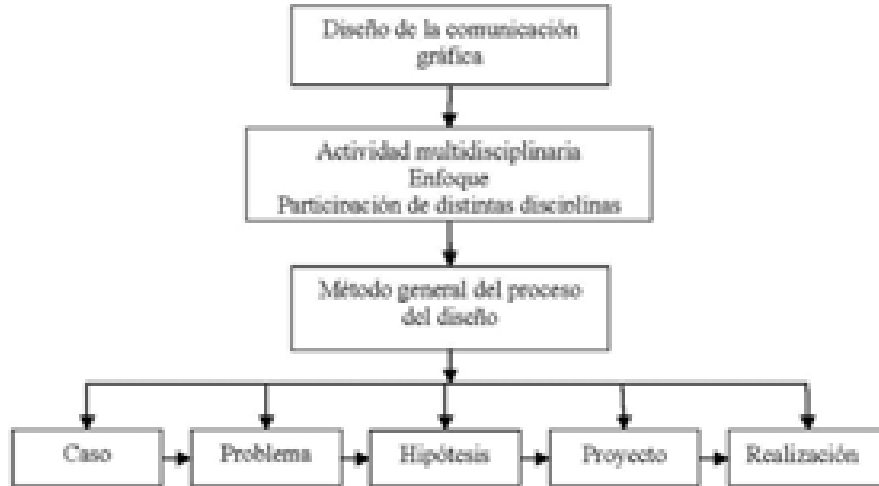 Diseño de la comunicación
gráfica
Actividad multidisciplinaria
Enfoque
Participación de distintas disciplinas
Método general del proceso
del diseño
Caso
Problema
Hipótesis
Proyecto
Realización